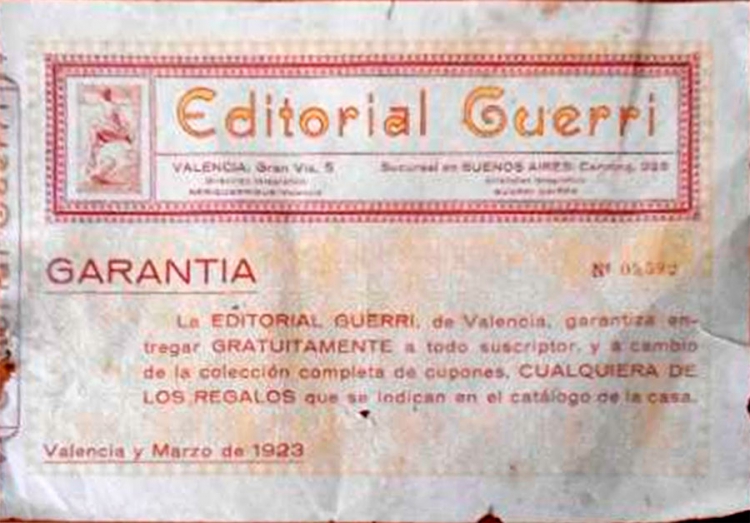 Editorial Guerri
VALENCIA: Gran Vía, 5
Sucursal en BUENOS AIRES:
GARANTIA
Nº
La EDITORIAL GUERRI, de Valencia, garantiza en-
tregar GRATUITAMENTE a todo suscriptor, y a cambio
de la colección completa de cupones, CUALQUIERA DE
LOS REGALOS que se indican en el catálogo de la casa.
Valencia y Marzo de 1923